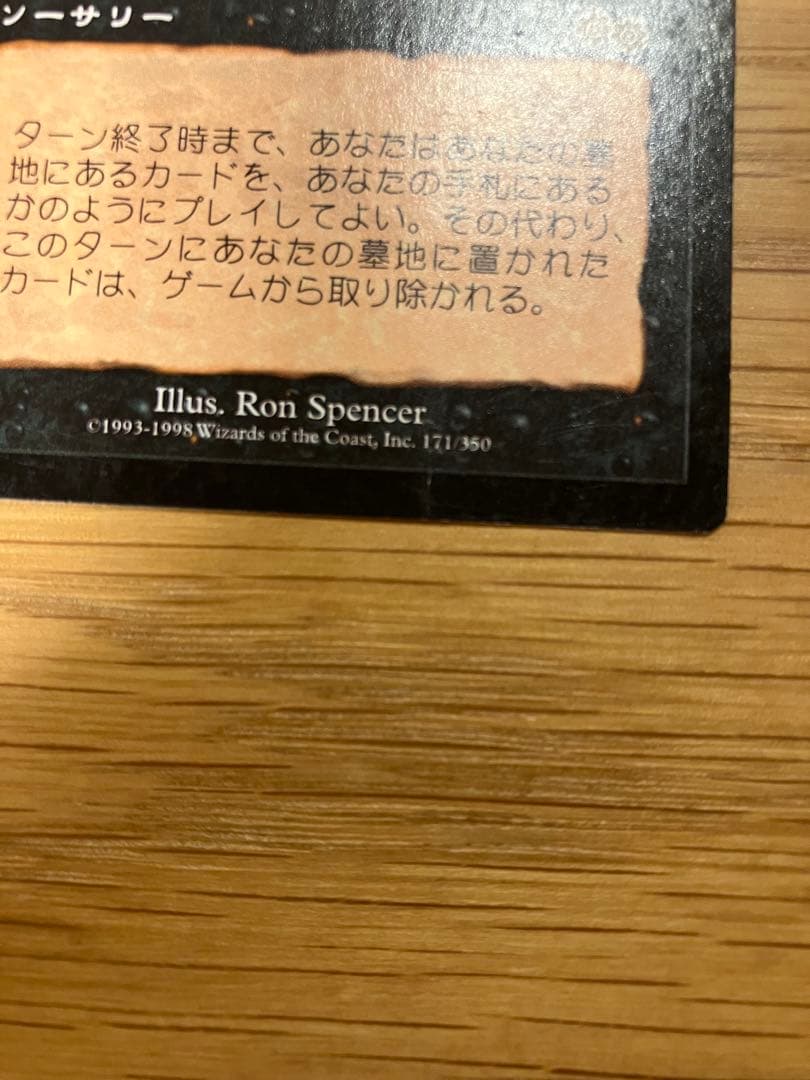 ソーサリー
ターン終了時まで、あなたはあなたの墓
地にあるカードを、あなたの手札にある
かのようにプレイしてよい。その代わり、
このターンにあなたの墓地に置かれた
カードは、ゲームから取り除かれる。
Illus. Ron Spencer
©1993-1998 Wizards of the Coast, Inc. 171/350